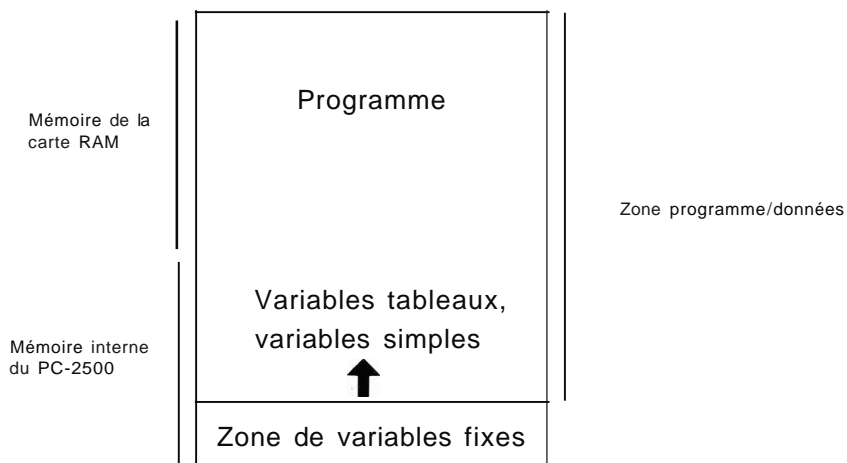 Programme
Mémoire de la
carte RAM
Zone programme/données
Variables tableaux,
variables simples
Mémoire interne
du PC-2500
Zone de variables fixes